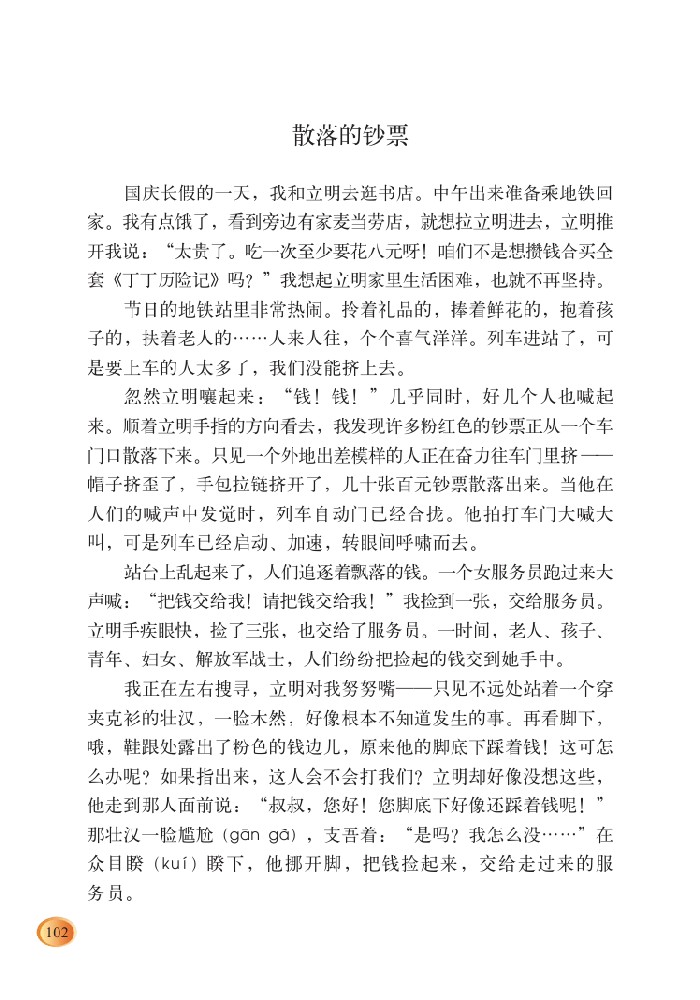 散落的钞票
国庆长假的一天，我和立明去逛书店。中午出来准备乘地铁回
家。我有点饿了，看到旁边有家麦当劳店，就想拉立明进去，立明推
开我说：“太贵了。吃一次至少要花八元呀！咱们不是想攒钱合买全
套《丁丁历险记》吗？”我想起立明家里生活困难，也就不再坚持。
节日的地铁站里非常热闹。拎着礼品的，捧着鲜花的，抱着孩
子的，扶着老人的……人来人往，个个喜气洋洋。列车进站了，可
是要上车的人太多了，我们没能挤上去。
忽然立明嚷起来：“钱！钱！”几乎同时，好几个人也喊起
来。顺着立明手指的方向看去，我发现许多粉红色的钞票正从一个车
门口散落下来。只见一个外地出差模样的人正在奋力往车门里挤——
帽子挤歪了，手包拉链挤开了，几十张百元钞票散落出来。当他在
人们的喊声中发觉时，列车自动门已经合拢。他拍打车门大喊大
叫，可是列车已经启动、加速，转眼间呼啸而去。
站台上乱起来了，人们追逐着飘落的钱。一个女服务员跑过来大
声喊：“把钱交给我！请把钱交给我！”我捡到一张，交给服务员。
立明手疾眼快，捡了三张，也交给了服务员。一时间，老人、孩子、
青年、妇女、解放军战士，人们纷纷把捡起的钱交到她手中。
我正在左右搜寻，立明对我努努嘴——只见不远处站着一个穿
夹克衫的壮汉，一脸木然，好像根本不知道发生的事。再看脚下，
哦，鞋跟处露出了粉色的钱边儿，原来他的脚底下踩着钱！这可怎
么办呢？如果指出来，这人会不会打我们？立明却好像没想这些，
他走到那人面前说：“叔叔，您好！您脚底下好像还踩着钱呢！”
那壮汉一脸尴尬（gān gā），支吾着：“是吗？我怎么没……”在
众目睽（kuí）睽下，他挪开脚，把钱捡起来，交给走过来的服
务员。
102